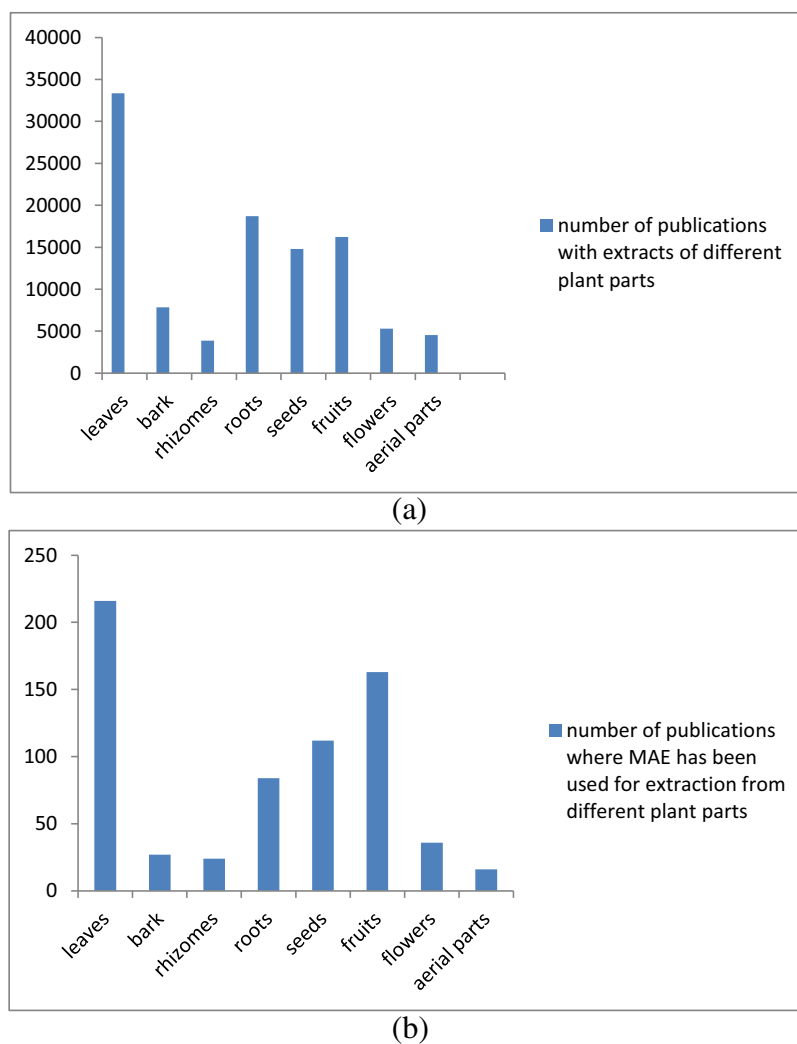 40000
35000
30000
25000
20000
15000
10000
5000
0
leaves
bark
rhizomes
roots
seeds
fruits
flowers
aerial parts
number of publications
with extracts of different
plant parts
(a)
250
200
150
100
50
0
leaves
bark
rhizomes
roots
seeds
fruits
flowers
aerial parts
number of publications
where MAE has been
used for extraction from
different plant parts
(b)